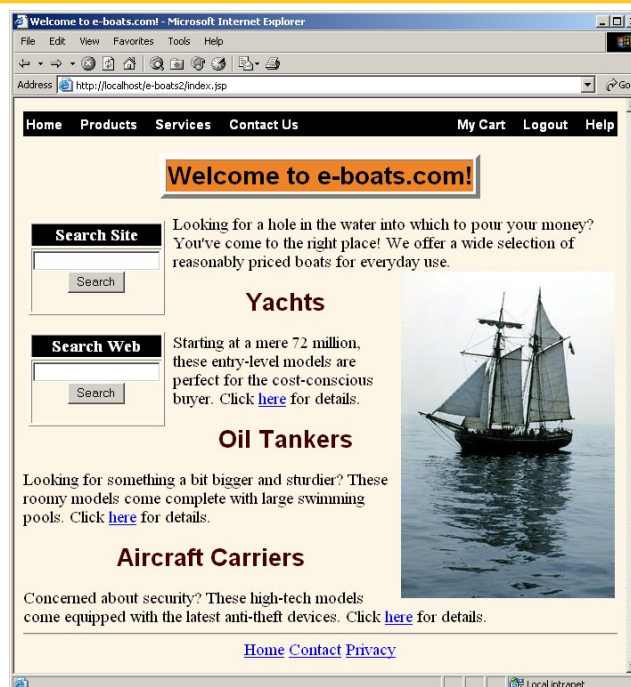 Welcome to e-boats.com! - Microsoft Internet Explorer
File Edit View Favorites Tools Help
Address http://localhost/e-boats2/index.jsp Go
Home Products Services Contact Us My Cart Logout Help
Welcome to e-boats.com!
Search Site
Search
Search Web
Search
Looking for a hole in the water into which to pour your money?
You've come to the right place! We offer a wide selection of
reasonably priced boats for everyday use.
Yachts
Starting at a mere 72 million,
these entry-level models are
perfect for the cost-conscious
buyer. Click here for details.
Oil Tankers
Looking for something a bit bigger and sturdier? These
roomy models come complete with large swimming
pools. Click here for details.
Aircraft Carriers
Concerned about security? These high-tech models
come equipped with the latest anti-theft devices. Click here for details.
Home Contact Privacy
Local intranet